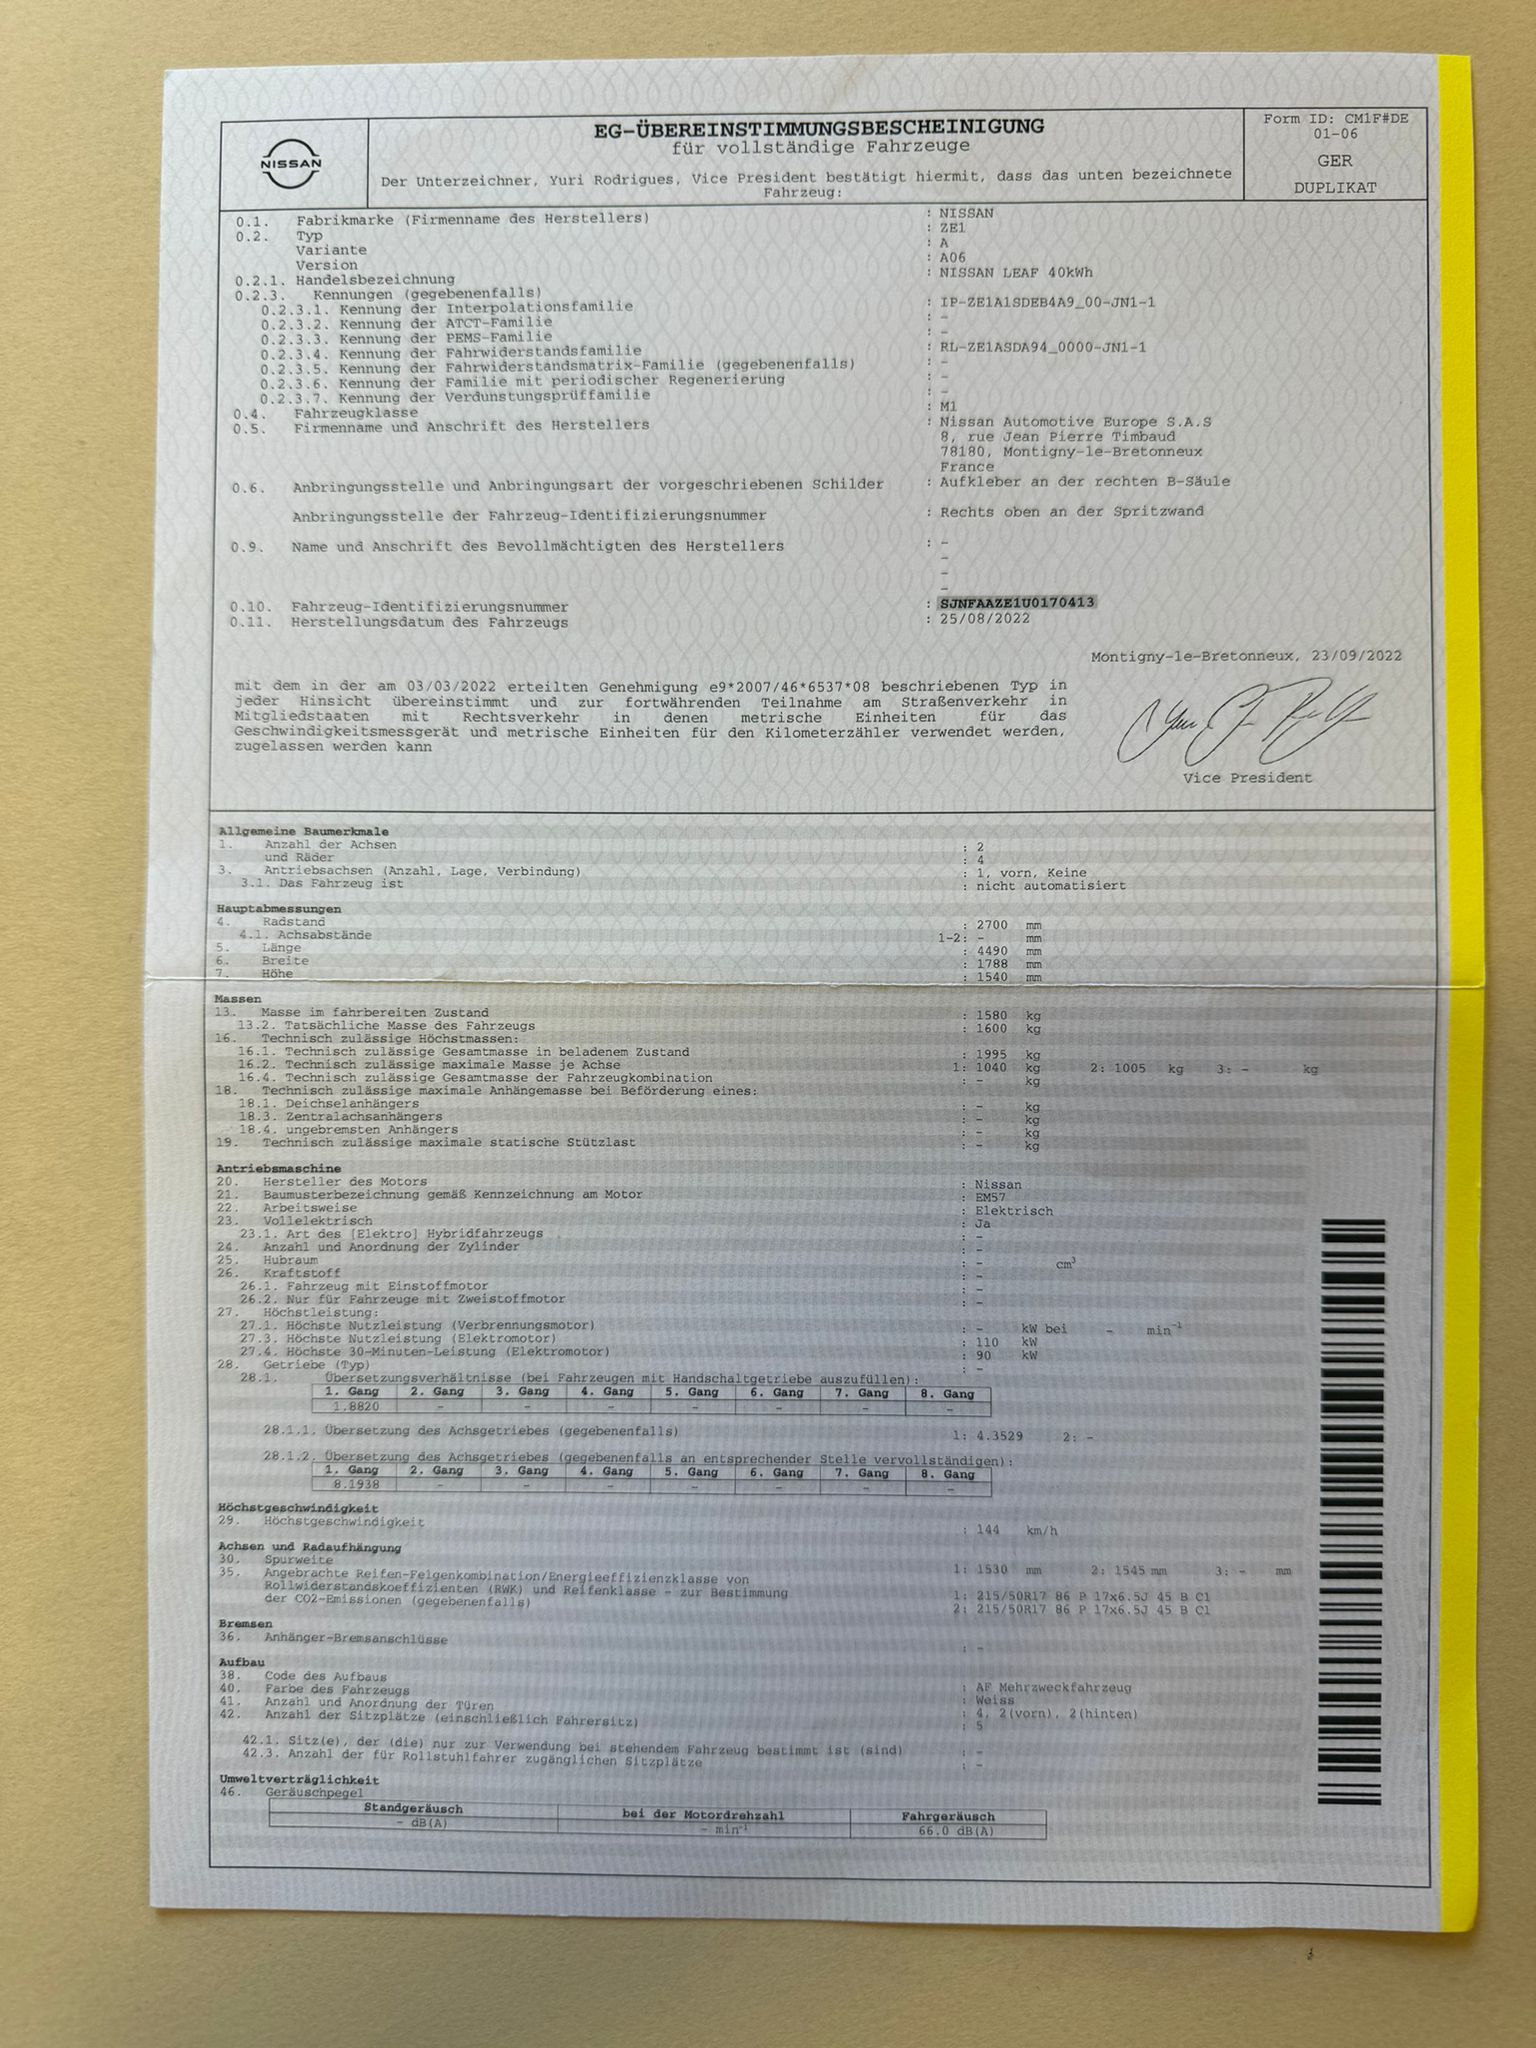 NISSAN
EG-ÜBEREINSTIMMUNGSBESCHEINIGUNG
für vollständige Fahrzeuge
Der Unterzeichner, Yuri Rodrigues, Vice President bestätigt hiermit, dass das unten bezeichnete
Fahrzeug:
Form ID: CM1F#DE
01-06
GER
DUPLIKAT
0.1. Fabrikmarke (Firmenname des Herstellers) : NISSAN
0.2. Typ : ZE1
Variante : A
Version : A06
0.2.1. Handelsbezeichnung : NISSAN LEAF 40kWh
0.2.3. Kennungen (gegebenenfalls)
0.2.3.1. Kennung der Interpolationsfamilie : IP-ZE1A1SDEB4A9_00-JN1-1
0.2.3.2. Kennung der ATCT-Familie : -
0.2.3.3. Kennung der PEMS-Familie : -
0.2.3.4. Kennung der Fahrwiderstandsfamilie : RL-ZE1ASDA94_0000-JN1-1
0.2.3.5. Kennung der Fahrwiderstandsmatrix-Familie (gegebenenfalls) : -
0.2.3.6. Kennung der Familie mit periodischer Regenerierung : -
0.2.3.7. Kennung der Verdunstungsprüffamilie : -
0.4. Fahrzeugklasse : M1
0.5. Firmenname und Anschrift des Herstellers : Nissan Automotive Europe S.A.S
8, rue Jean Pierre Timbaud
78180, Montigny-le-Bretonneux
France
0.6. Anbringungsstelle und Anbringungsart der vorgeschriebenen Schilder : Aufkleber an der rechten B-Säule
Anbringungsstelle der Fahrzeug-Identifizierungsnummer : Rechts oben an der Spritzwand
0.9. Name und Anschrift des Bevollmächtigten des Herstellers : -
-
-
-
0.10. Fahrzeug-Identifizierungsnummer : SJNFAAZE1U0170413
0.11. Herstellungsdatum des Fahrzeugs : 25/08/2022
Montigny-le-Bretonneux, 23/09/2022
mit dem in der am 03/03/2022 erteilten Genehmigung e9*2007/46*6537*08 beschriebenen Typ in
jeder Hinsicht übereinstimmt und zur fortwährenden Teilnahme am Straßenverkehr in
Mitgliedstaaten mit Rechtsverkehr in denen metrische Einheiten für das
Geschwindigkeitsmessgerät und metrische Einheiten für den Kilometerzähler verwendet werden,
zugelassen werden kann
Vice President
Allgemeine Baumerkmale
1. Anzahl der Achsen : 2
und Räder : 4
3. Antriebsachsen (Anzahl, Lage, Verbindung) : 1, vorn, Keine
3.1. Das Fahrzeug ist : nicht automatisiert
Hauptabmessungen
4. Radstand : 2700 mm
4.1. Achsabstände 1-2: - mm
5. Länge : 4490 mm
6. Breite : 1788 mm
7. Höhe : 1540 mm
Massen
13. Masse im fahrbereiten Zustand : 1580 kg
13.2. Tatsächliche Masse des Fahrzeugs : 1600 kg
16. Technisch zulässige Höchstmassen:
16.1. Technisch zulässige Gesamtmasse in beladenem Zustand : 1995 kg
16.2. Technisch zulässige maximale Masse je Achse 1: 1040 kg 2: 1005 kg 3: - kg
16.4. Technisch zulässige Gesamtmasse der Fahrzeugkombination : - kg
18. Technisch zulässige maximale Anhängemasse bei Beförderung eines:
18.1. Deichselanhängers : - kg
18.3. Zentralachsanhängers : - kg
18.4. ungebremsten Anhängers : - kg
19. Technisch zulässige maximale statische Stützlast : - kg
Antriebsmaschine
20. Hersteller des Motors : Nissan
21. Baumusterbezeichnung gemäß Kennzeichnung am Motor : EM57
22. Arbeitsweise : Elektrisch
23. Vollelektrisch : Ja
23.1. Art des [Elektro] Hybridfahrzeugs : -
24. Anzahl und Anordnung der Zylinder : -
25. Hubraum : - cm³
26. Kraftstoff : -
26.1. Fahrzeug mit Einstoffmotor : -
26.2. Nur für Fahrzeuge mit Zweistoffmotor : -
27. Höchstleistung:
27.1. Höchste Nutzleistung (Verbrennungsmotor) : - kW bei - min⁻¹
27.3. Höchste Nutzleistung (Elektromotor) : 110 kW
27.4. Höchste 30-Minuten-Leistung (Elektromotor) : 90 kW
28. Getriebe (Typ) : -
28.1. Übersetzungsverhältnisse (bei Fahrzeugen mit Handschaltgetriebe auszufüllen):
1. Gang 2. Gang 3. Gang 4. Gang 5. Gang 6. Gang 7. Gang 8. Gang
1.8820 - - - - - - -
28.1.1. Übersetzung des Achsgetriebes (gegebenenfalls) 1: 4.3529 2: -
28.1.2. Übersetzung des Achsgetriebes (gegebenenfalls an entsprechender Stelle vervollständigen):
1. Gang 2. Gang 3. Gang 4. Gang 5. Gang 6. Gang 7. Gang 8. Gang
8.1938 - - - - - - -
Höchstgeschwindigkeit
29. Höchstgeschwindigkeit : 144 km/h
Achsen und Radaufhängung
30. Spurweite 1: 1530 mm 2: 1545 mm 3: - mm
35. Angebrachte Reifen-Felgenkombination/Energieeffizienzklasse von
Rollwiderstandskoeffizienten (RWK) und Reifenklasse - zur Bestimmung 1: 215/50R17 86 P 17x6.5J 45 B C1
der CO2-Emissionen (gegebenenfalls) 2: 215/50R17 86 P 17x6.5J 45 B C1
Bremsen
36. Anhänger-Bremsanschlüsse : -
Aufbau
38. Code des Aufbaus : AF Mehrzweckfahrzeug
40. Farbe des Fahrzeugs : Weiss
41. Anzahl und Anordnung der Türen : 4, 2(vorn), 2(hinten)
42. Anzahl der Sitzplätze (einschließlich Fahrersitz) : 5
42.1. Sitz(e), der (die) nur zur Verwendung bei stehendem Fahrzeug bestimmt ist (sind) : -
42.3. Anzahl der für Rollstuhlfahrer zugänglichen Sitzplätze : -
Umweltverträglichkeit
46. Geräuschpegel
Standgeräusch bei der Motordrehzahl Fahrgeräusch
- dB(A) - min⁻¹ 66.0 dB(A)